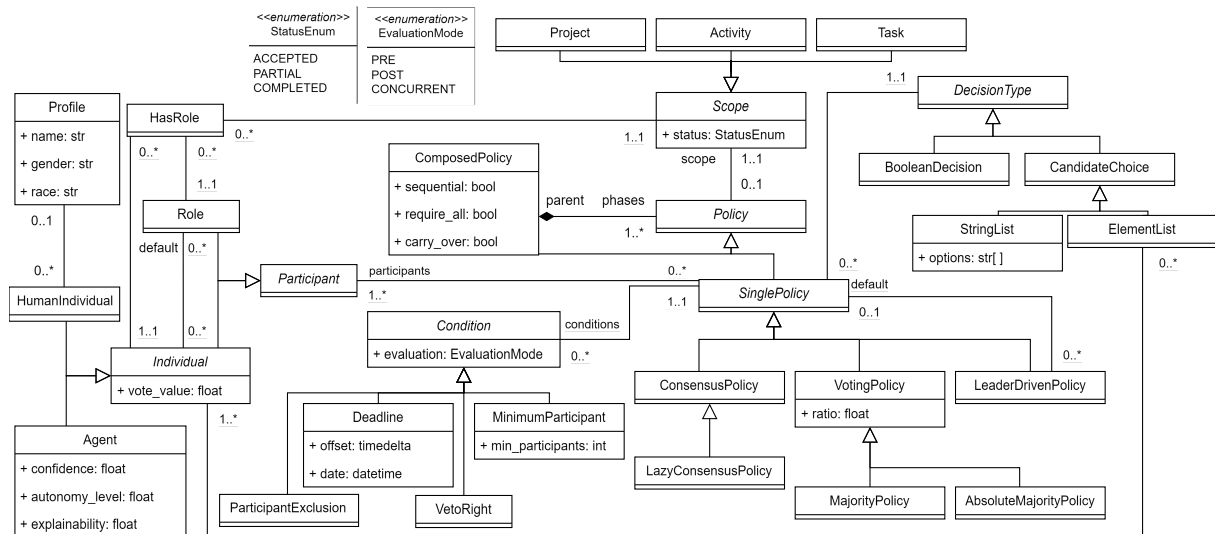 <<enumeration>>
StatusEnum
ACCEPTED
PARTIAL
COMPLETED
<<enumeration>>
EvaluationMode
PRE
POST
CONCURRENT
Project
Activity
Task
Profile
+ name: str
+ gender: str
+ race: str
HasRole
0..*
1..1
Scope
+ status: StatusEnum
scope
1..1
0..1
1..1
DecisionType
BooleanDecision
CandidateChoice
StringList
+ options: str[ ]
ElementList
0..*
0..*
0..*
1..1
Role
default
0..*
ComposedPolicy
+ sequential: bool
+ require_all: bool
+ carry_over: bool
parent
phases
1..*
Policy
0..1
0..*
HumanIndividual
Participant
participants
1..*
0..*
0..*
default
SinglePolicy
1..1
0..1
0..*
Condition
+ evaluation: EvaluationMode
conditions
0..*
1..1
0..*
Individual
+ vote_value: float
1..*
ConsensusPolicy
VotingPolicy
+ ratio: float
LeaderDrivenPolicy
Deadline
+ offset: timedelta
+ date: datetime
MinimumParticipant
+ min_participants: int
Agent
+ confidence: float
+ autonomy_level: float
+ explainability: float
ParticipantExclusion
VetoRight
LazyConsensusPolicy
MajorityPolicy
AbsoluteMajorityPolicy